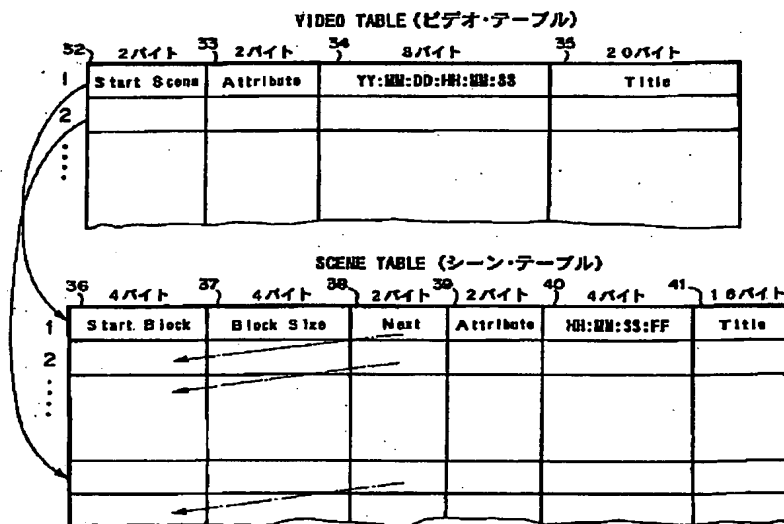 VIDEO TABLE (ビデオ・テーブル)
32 2バイト 33 2バイト 34 8バイト 35 20バイト
1 Start Scene Attribute YY:MM:DD:HH:MM:SS Title
2
SCENE TABLE (シーン・テーブル)
36 4バイト 37 4バイト 38 2バイト 39 2バイト 40 4バイト 41 16バイト
1 Start Block Block Size Next Attribute HH:MM:SS:FF Title
2